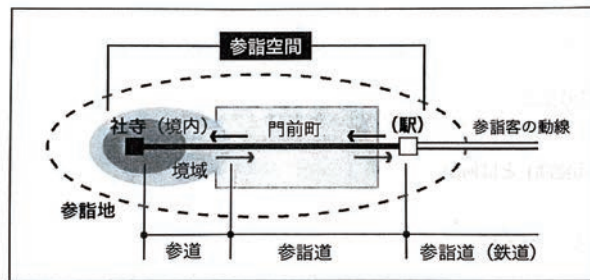 参詣空間
社寺（境内）
門前町
（駅）
参詣客の動線
境域
参詣地
参道
参詣道
参詣道（鉄道）